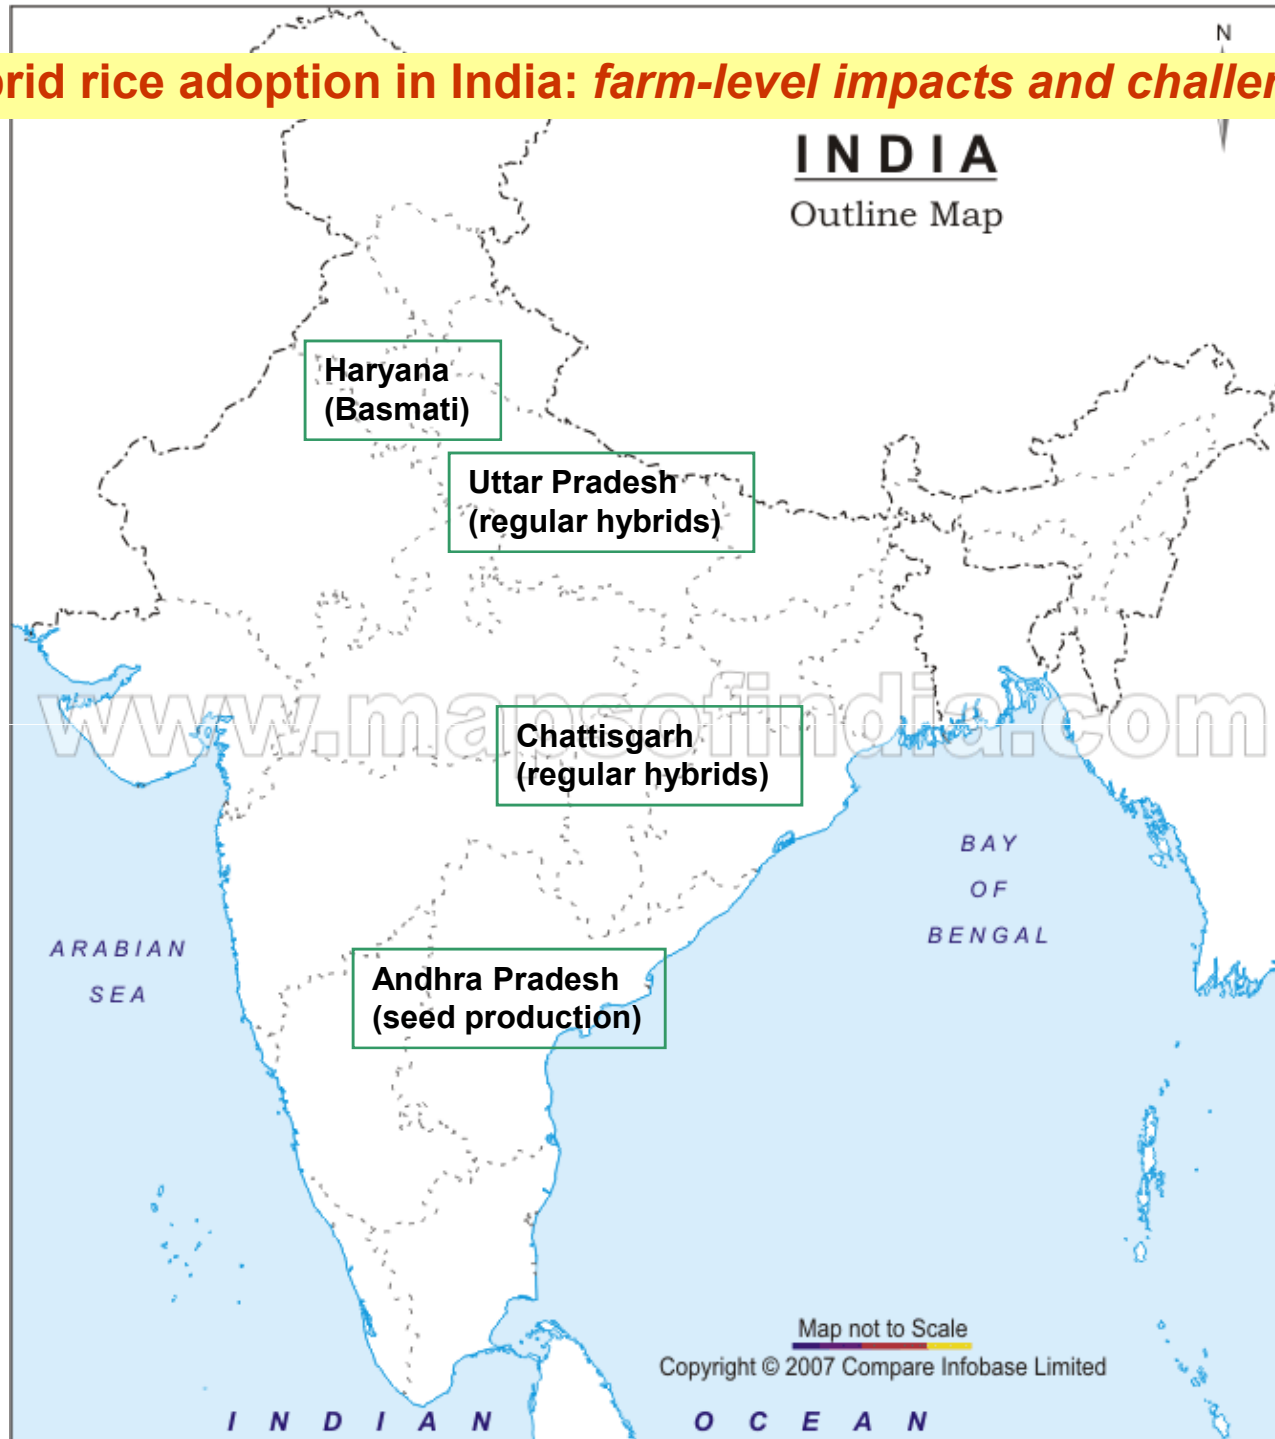 N
rid rice adoption in India: farm-level impacts and challen
INDIA
Outline Map
Haryana
(Basmati)
Uttar Pradesh
(regular hybrids)
www.mapsofindia.com
Chattisgarh
(regular hybrids)
BAY
OF
BENGAL
ARABIAN
SEA
Andhra Pradesh
(seed production)
Map not to Scale
Copyright © 2007 Compare Infobase Limited
INDIAN OCEAN